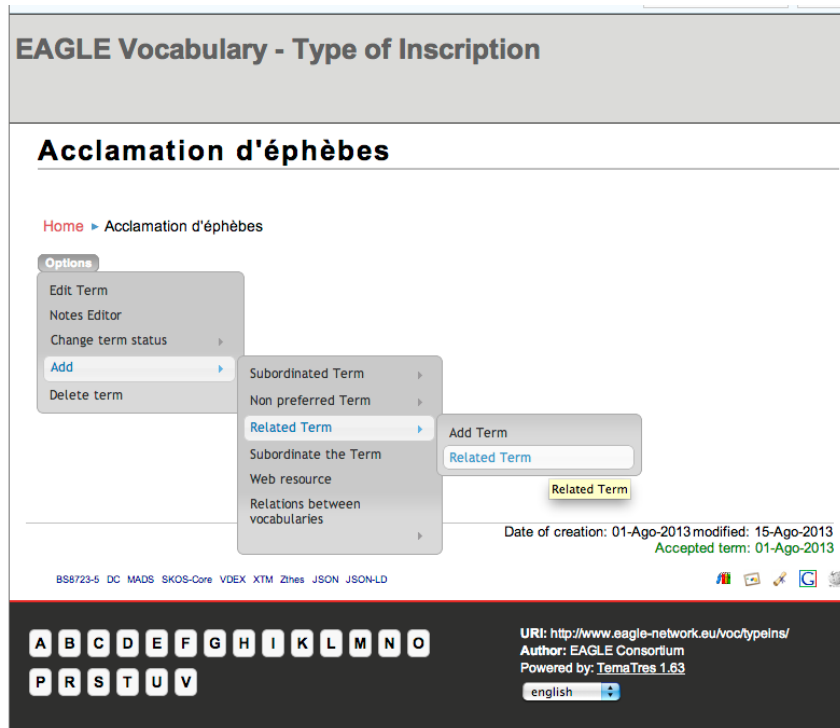 EAGLE Vocabulary - Type of Inscription
Acclamation d'éphèbes
Home ► Acclamation d'éphèbes
Options
Edit Term
Notes Editor
Change term status
Add
Delete term
Subordinated Term
Non preferred Term
Related Term
Subordinate the Term
Web resource
Relations between
vocabularies
Add Term
Related Term
Related Term
Date of creation: 01-Ago-2013 modified: 15-Ago-2013
Accepted term: 01-Ago-2013
BS8723-5 DC MADS SKOS-Core VDEX XTM Zthes JSON JSON-LD
G
A B C D E F G H I K L M N O
P R S T U V
URI: http://www.eagle-network.eu/voc/typeins/
Author: EAGLE Consortium
Powered by: TemaTres 1.63
english